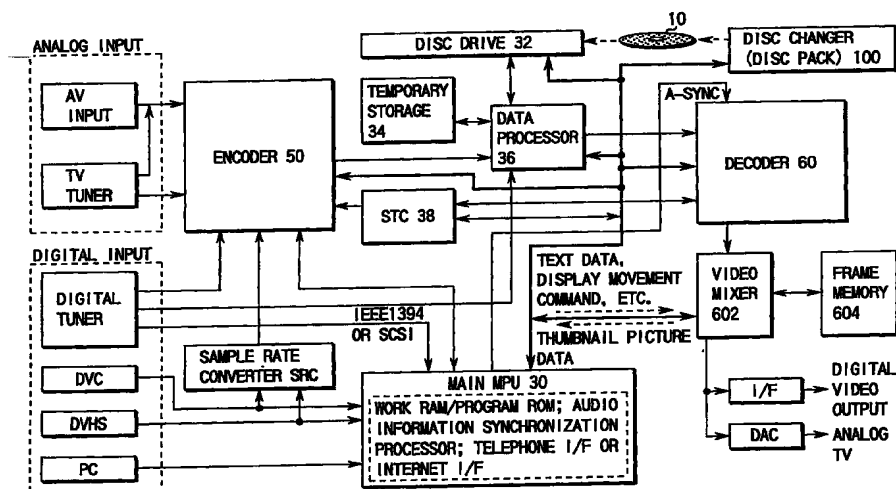 ANALOG INPUT
AV
INPUT
TV
TUNER
ENCODER 50
DISC DRIVE 32
10
DISC CHANGER
(DISC PACK) 100
TEMPORARY
STORAGE
34
DATA
PROCESSOR
36
A-SYNC
DECODER 60
STC 38
DIGITAL INPUT
DIGITAL
TUNER
DVC
DVHS
PC
SAMPLE RATE
CONVERTER SRC
IEEE1394
OR SCSI
TEXT DATA,
DISPLAY MOVEMENT
COMMAND, ETC.
THUMBNAIL PICTURE
DATA
VIDEO
MIXER
602
FRAME
MEMORY
604
MAIN MPU 30
WORK RAM/PROGRAM ROM; AUDIO
INFORMATION SYNCHRONIZATION
PROCESSOR; TELEPHONE I/F OR
INTERNET I/F
I/F
DAC
DIGITAL
VIDEO
OUTPUT
ANALOG
TV